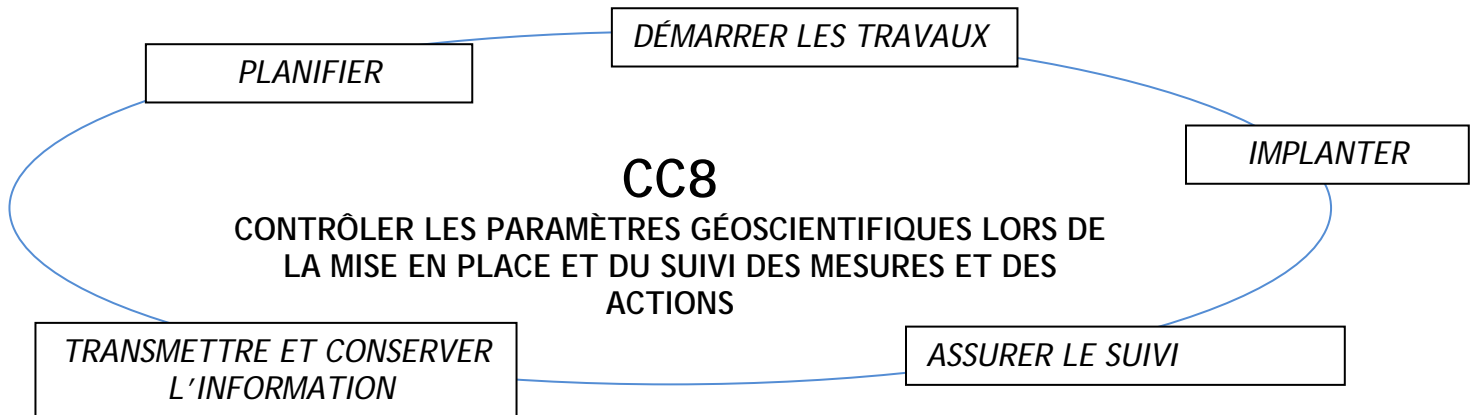 DÉMARRER LES TRAVAUX
PLANIFIER
IMPLANTER
CC8
CONTRÔLER LES PARAMÈTRES GÉOSCIENTIFIQUES LORS DE
LA MISE EN PLACE ET DU SUIVI DES MESURES ET DES
ACTIONS
TRANSMETTRE ET CONSERVER
L'INFORMATION
ASSURER LE SUIVI